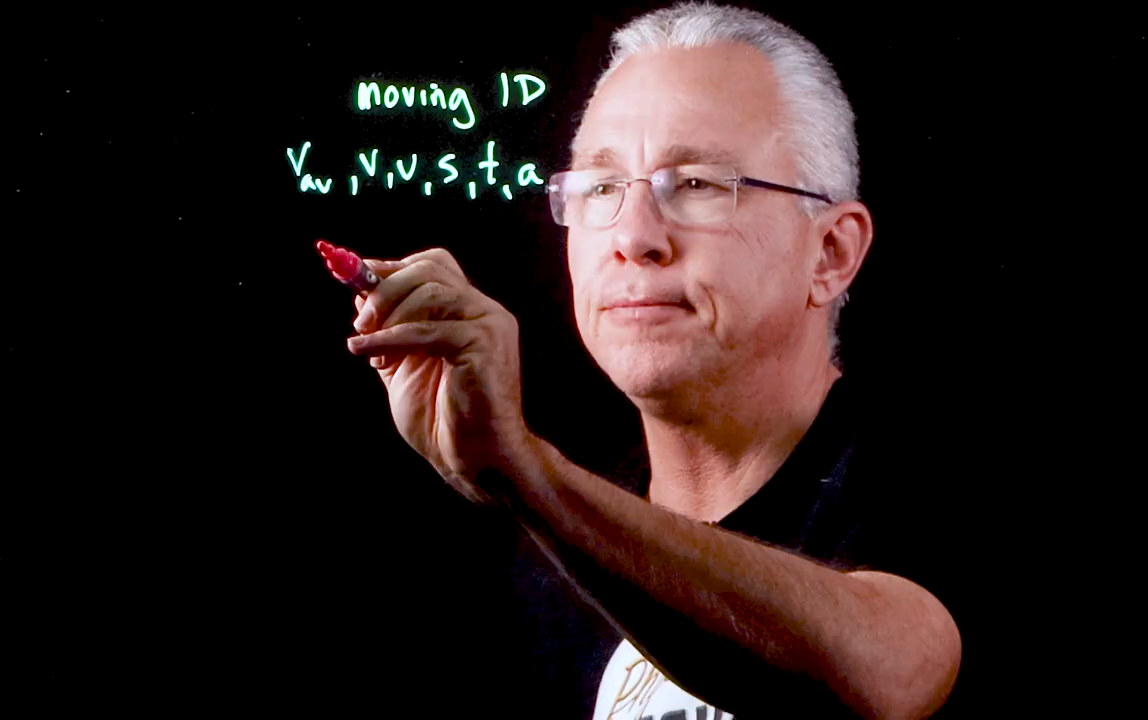 moving 1D
Vav, v, u, s, t, a